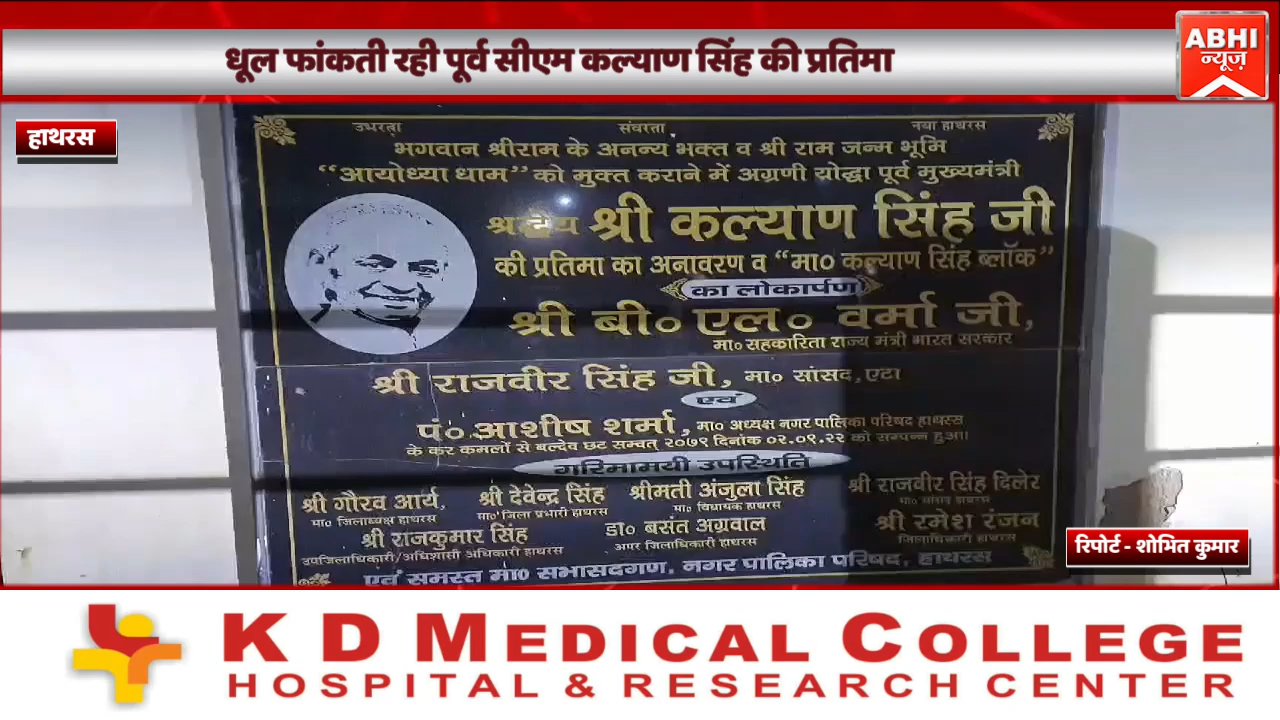 धूल फांकती रही पूर्व सीएम कल्याण सिंह की प्रतिमा
ABHI
न्यूज़
हाथरस
उभरता संवरता नया हाथरस
भगवान श्रीराम के अनन्य भक्त व श्री राम जन्म भूमि
“आयोध्या धाम” को मुक्त कराने में अग्रणी योद्धा पूर्व मुख्यमंत्री
श्रद्धेय श्री कल्याण सिंह जी
की प्रतिमा का अनावरण व “मा० कल्याण सिंह ब्लॉक”
का लोकार्पण
श्री बी० एल० वर्मा जी,
मा० सहकारिता राज्य मंत्री भारत सरकार
श्री राजवीर सिंह जी, मा० सांसद, एटा
एवं
पं० आशीष शर्मा, मा० अध्यक्ष नगर पालिका परिषद हाथरस
के कर कमलों से बल्देव छट सम्वत् २०७९ दिनांक ०२.०९.२२ को सम्पन्न हुआ।
गरिमामयी उपस्थिति
श्री गौरव आर्य, श्री देवेन्द्र सिंह श्रीमती अंजुला सिंह श्री राजवीर सिंह दिलेर
मा० जिलाध्यक्ष हाथरस मा० जिला प्रभारी हाथरस मा० विधायक हाथरस मा० सांसद हाथरस
श्री राजकुमार सिंह डा० बसंत अग्रवाल श्री रमेश रंजन
उपजिलाधिकारी/अधिशासी अधिकारी हाथरस अपर जिलाधिकारी हाथरस जिलाधिकारी हाथरस
एवं समस्त मा० सभासदगण, नगर पालिका परिषद, हाथरस
रिपोर्ट - शोभित कुमार
K D MEDICAL COLLEGE
HOSPITAL & RESEARCH CENTER